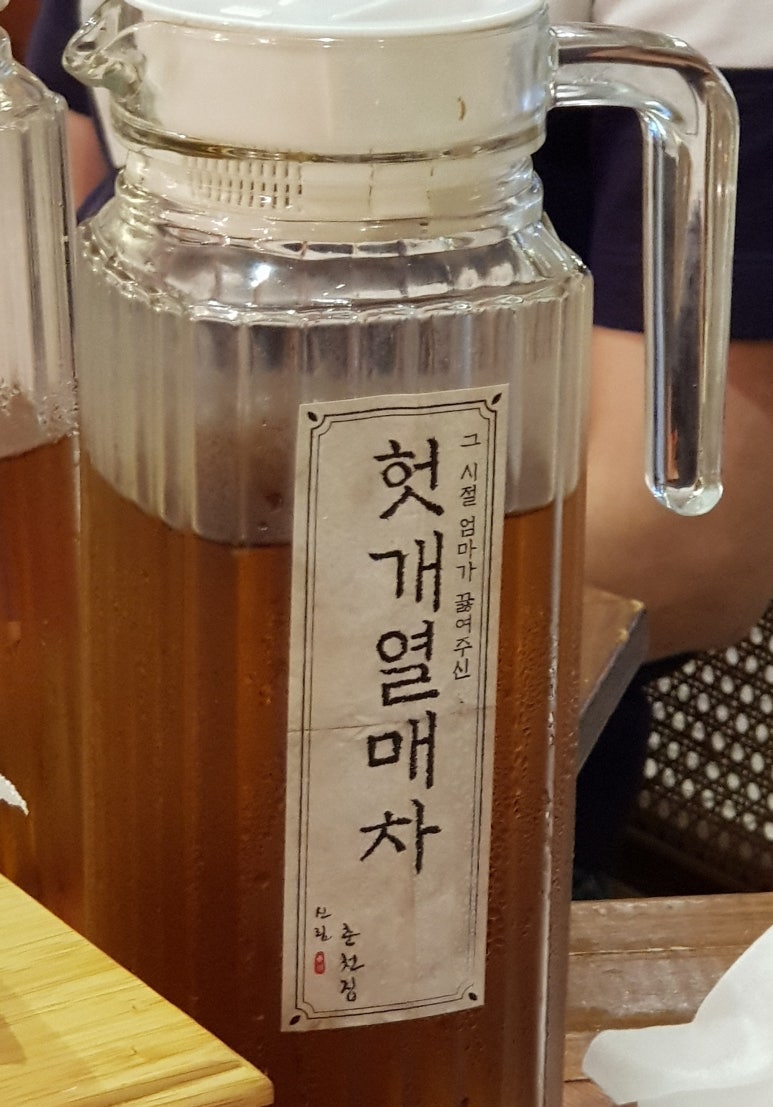 그 시절 엄마가 끓여주신
헛개열매차
춘천집
신림